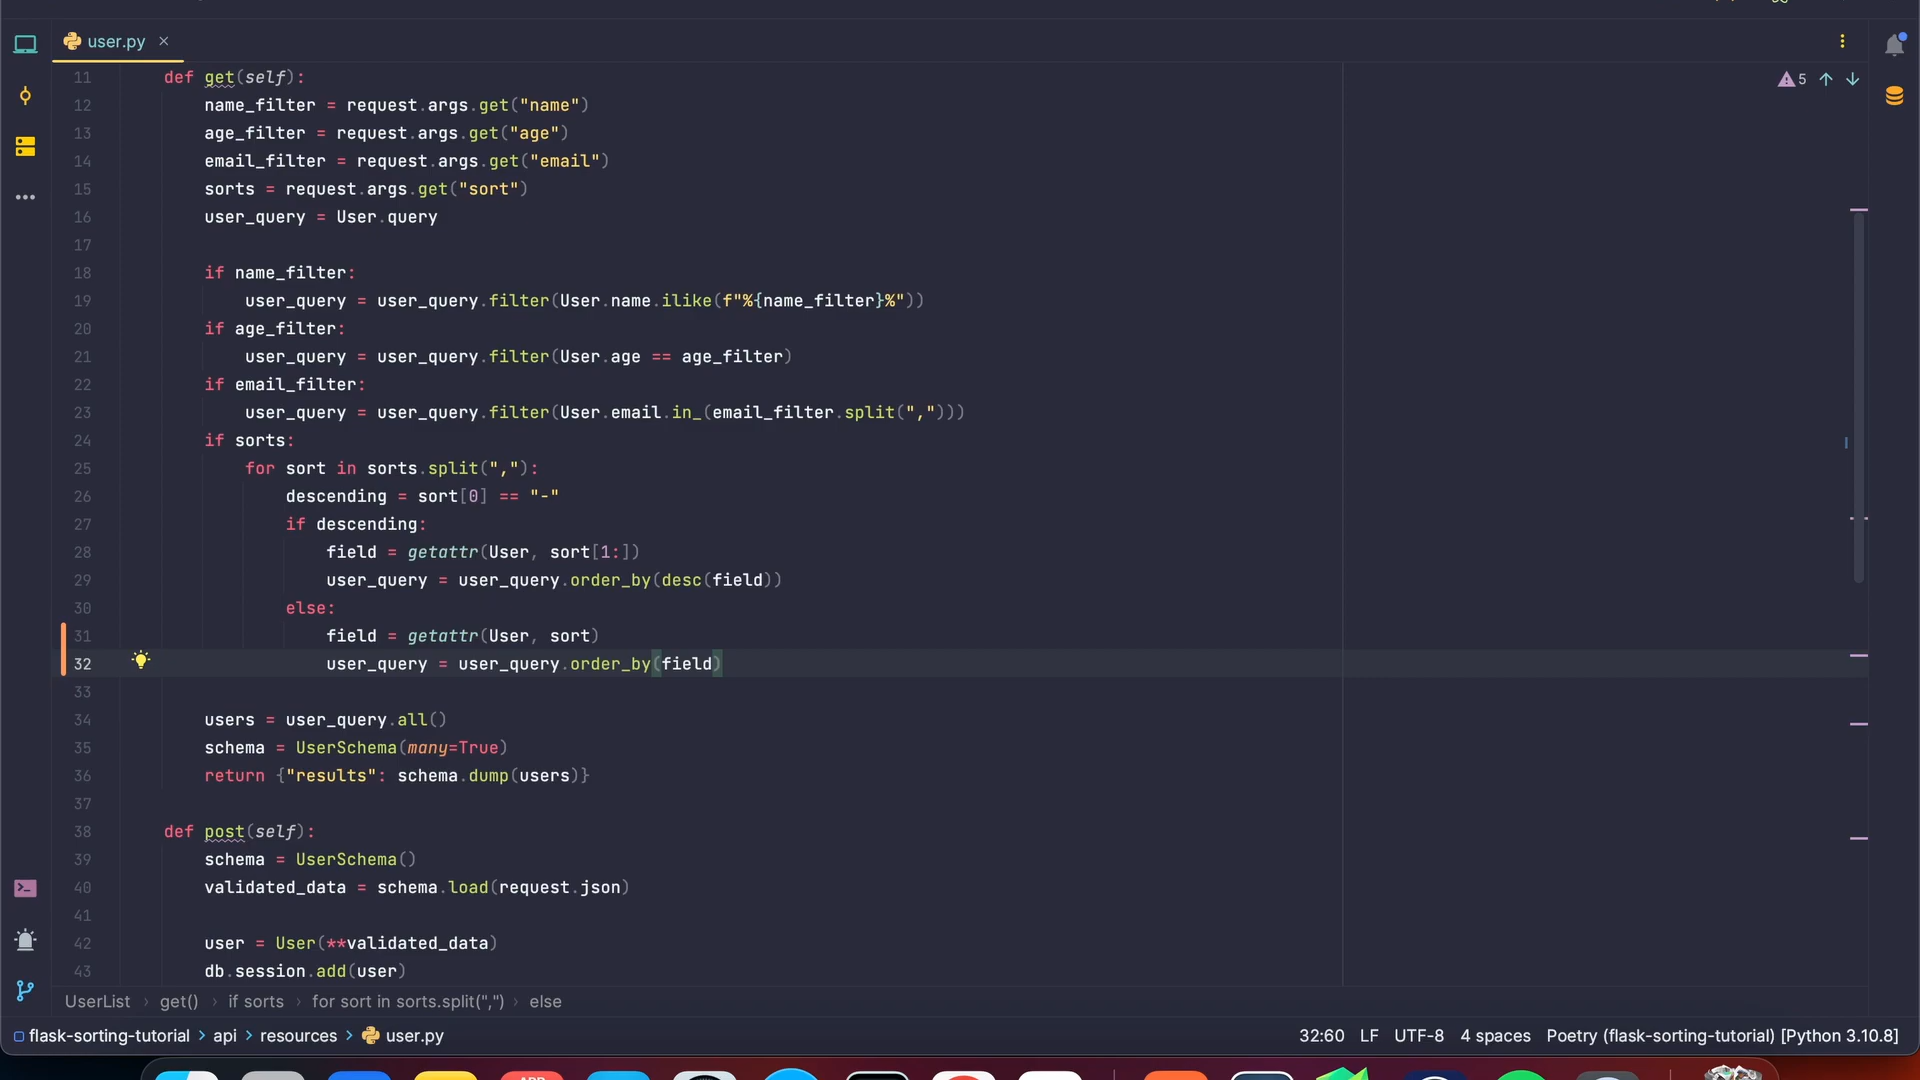 user.py
5
11 def get(self):
12 name_filter = request.args.get("name")
13 age_filter = request.args.get("age")
14 email_filter = request.args.get("email")
15 sorts = request.args.get("sort")
16 user_query = User.query
17
18 if name_filter:
19 user_query = user_query.filter(User.name.ilike(f"%{name_filter}%"))
20 if age_filter:
21 user_query = user_query.filter(User.age == age_filter)
22 if email_filter:
23 user_query = user_query.filter(User.email.in_(email_filter.split(",")))
24 if sorts:
25 for sort in sorts.split(","):
26 descending = sort[0] == "-"
27 if descending:
28 field = getattr(User, sort[1:])
29 user_query = user_query.order_by(desc(field))
30 else:
31 field = getattr(User, sort)
32 user_query = user_query.order_by(field)
33
34 users = user_query.all()
35 schema = UserSchema(many=True)
36 return {"results": schema.dump(users)}
37
38 def post(self):
39 schema = UserSchema()
40 validated_data = schema.load(request.json)
41
42 user = User(**validated_data)
43 db.session.add(user)
UserList › get() › if sorts › for sort in sorts.split(",") › else
flask-sorting-tutorial › api › resources › user.py 32:60 LF UTF-8 4 spaces Poetry (flask-sorting-tutorial) [Python 3.10.8]